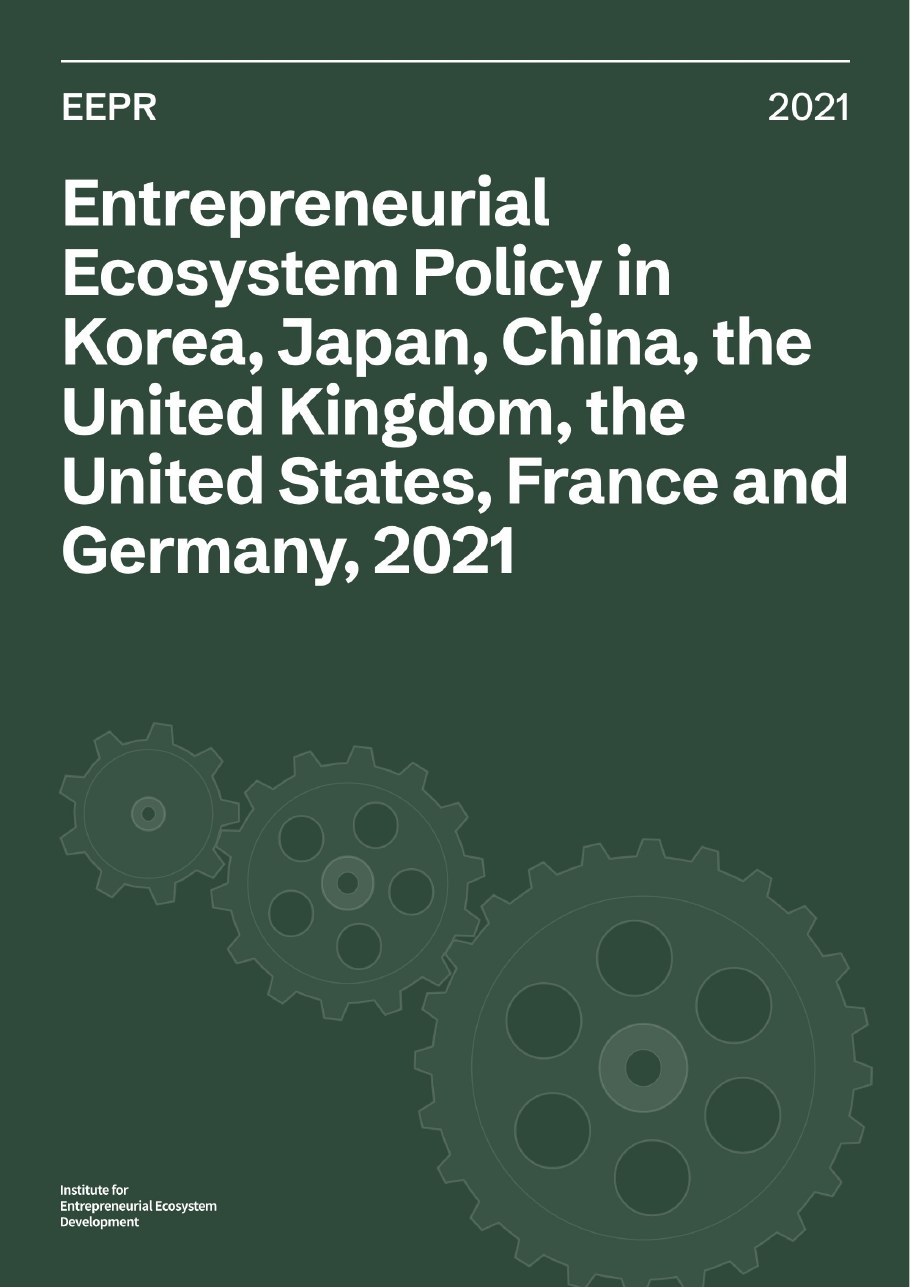 EEPR 2021
Entrepreneurial
Ecosystem Policy in
Korea, Japan, China, the
United Kingdom, the
United States, France and
Germany, 2021
Institute for
Entrepreneurial Ecosystem
Development